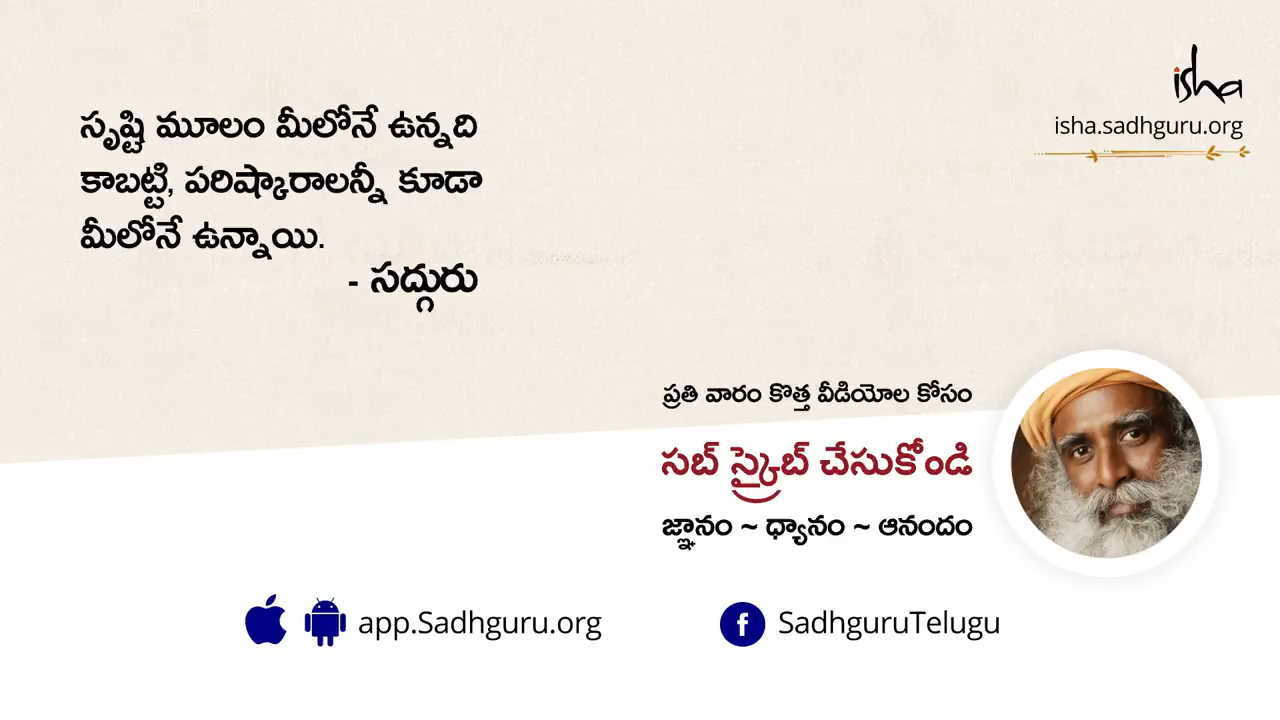 సృష్టి మూలం మీలోనే ఉన్నది
కాబట్టి, పరిష్కారాలన్నీ కూడా
మీలోనే ఉన్నాయి.
- సద్గురు
isha
isha.sadhguru.org
ప్రతి వారం కొత్త వీడియోల కోసం
సబ్ స్క్రైబ్ చేసుకోండి
జ్ఞానం ~ ధ్యానం ~ ఆనందం
app.Sadhguru.org
f SadhguruTelugu